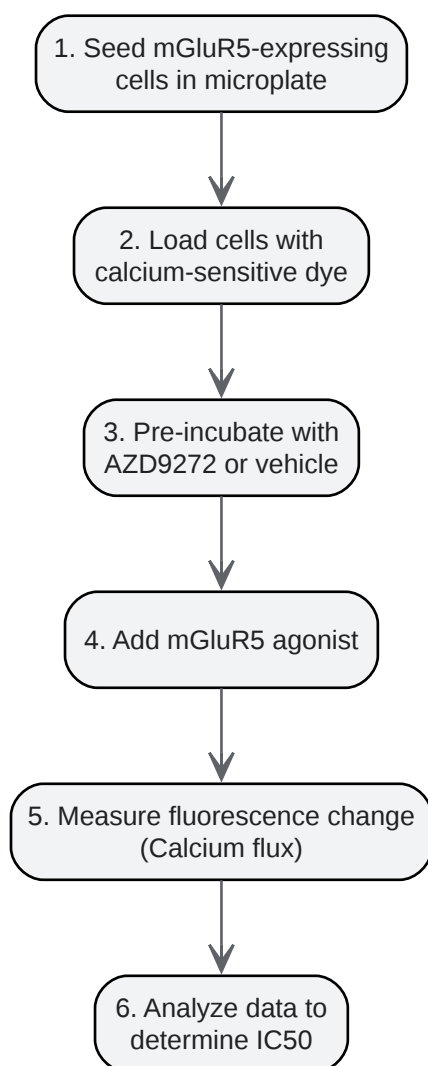 1. Seed mGluR5-expressing
cells in microplate
2. Load cells with
calcium-sensitive dye
3. Pre-incubate with
AZD9272 or vehicle
4. Add mGluR5 agonist
5. Measure fluorescence change
(Calcium flux)
6. Analyze data to
determine IC50